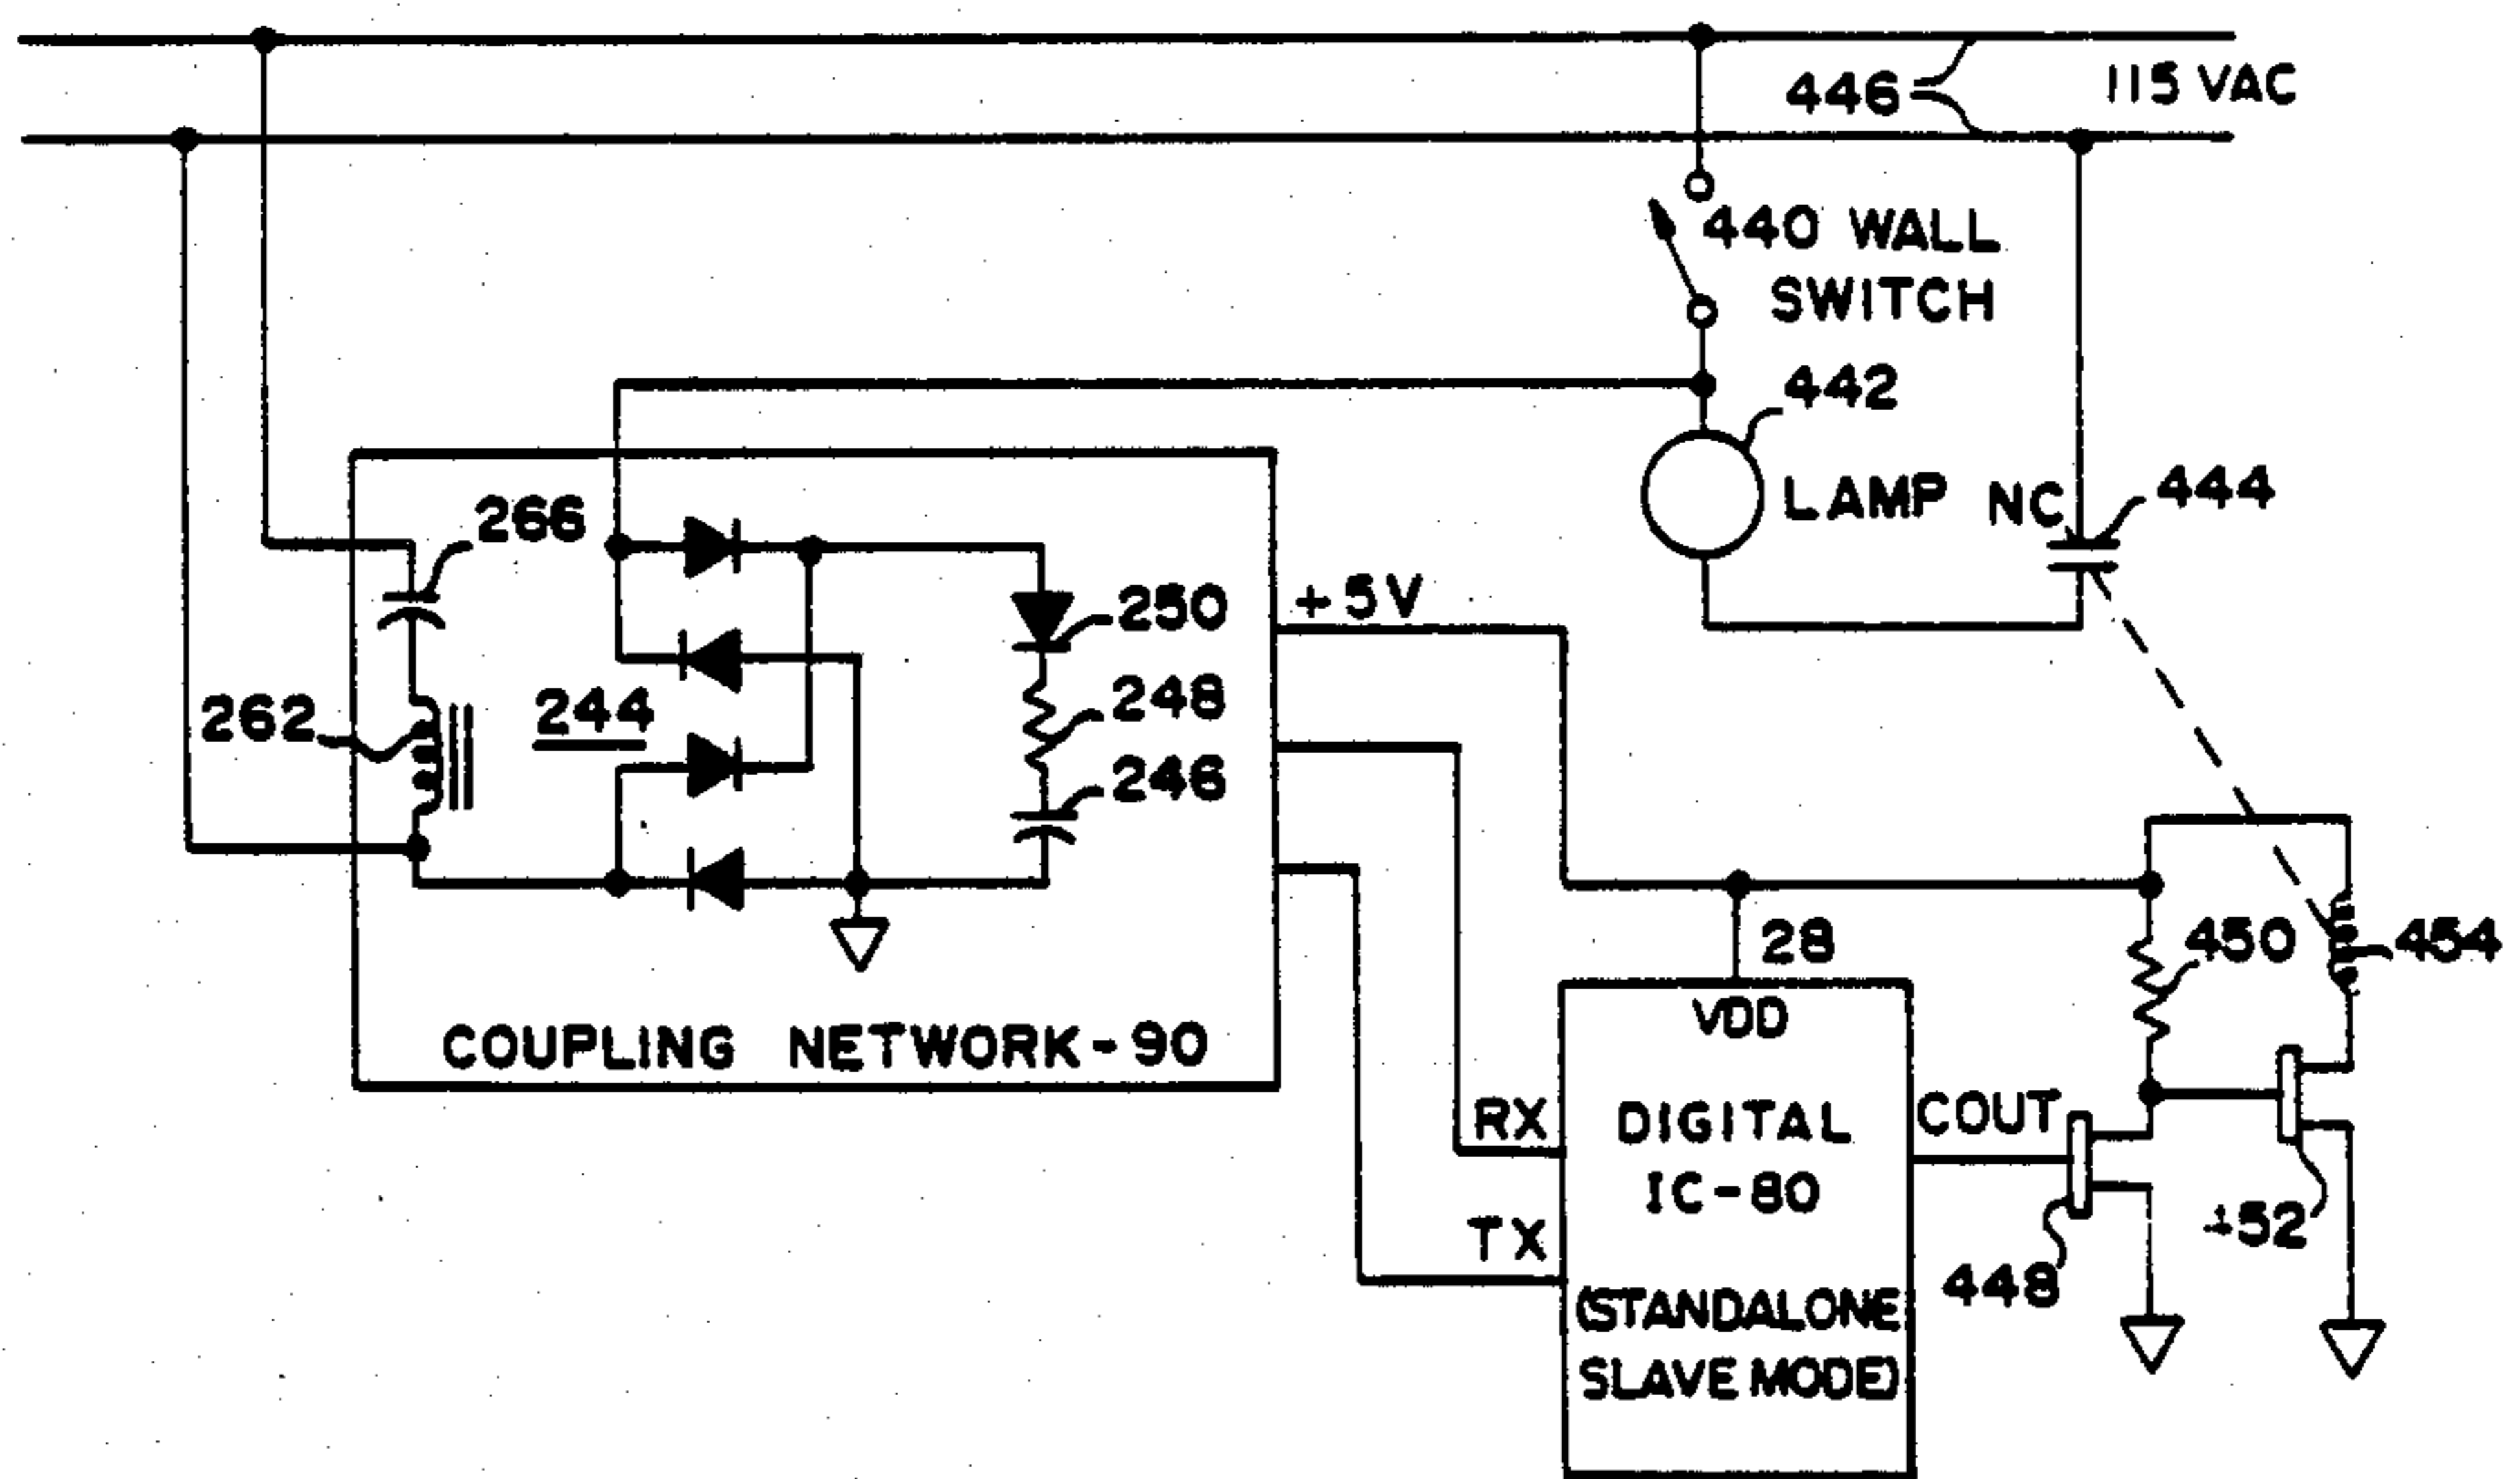 446
115 VAC
440 WALL
SWITCH
442
LAMP
NC
444
266
250
+5V
262
244
248
246
28
450
454
VDD
COUPLING NETWORK-90
RX
DIGITAL
IC-80
COUT
TX
452
448
(STANDALONE
SLAVE MODE)